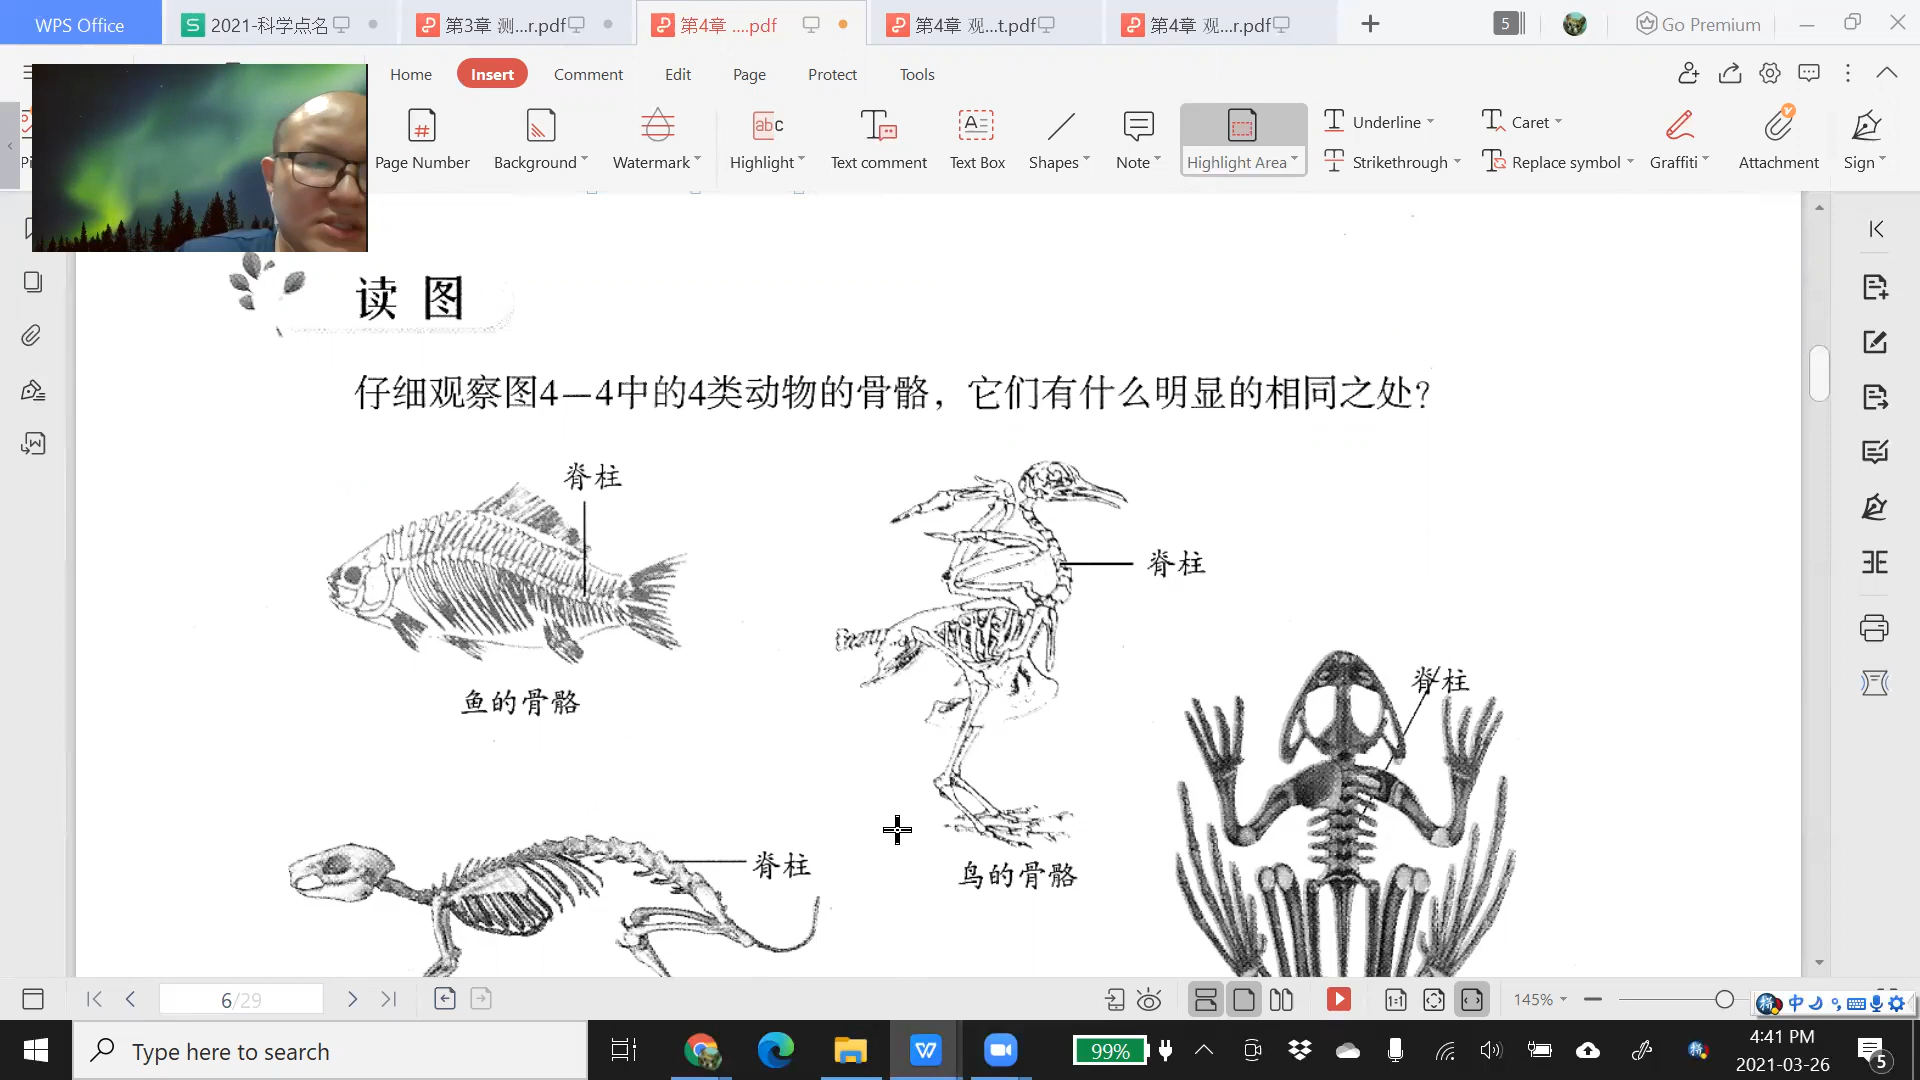 WPS Office
2021-科学点名
第3章 测...r.pdf
第4章 ....pdf
第4章 观...t.pdf
第4章 观...r.pdf
5
Go Premium
Home
Insert
Comment
Edit
Page
Protect
Tools
Page Number
Background
Watermark
Highlight
Text comment
Text Box
Shapes
Note
Highlight Area
Underline
Strikethrough
Caret
Replace symbol
Graffiti
Attachment
Sign
读 图
仔细观察图4—4中的4类动物的骨骼，它们有什么明显的相同之处？
脊柱
鱼的骨骼
脊柱
鸟的骨骼
脊柱
脊柱
6/29
145%
中
Type here to search
99%
4:41 PM
2021-03-26
5